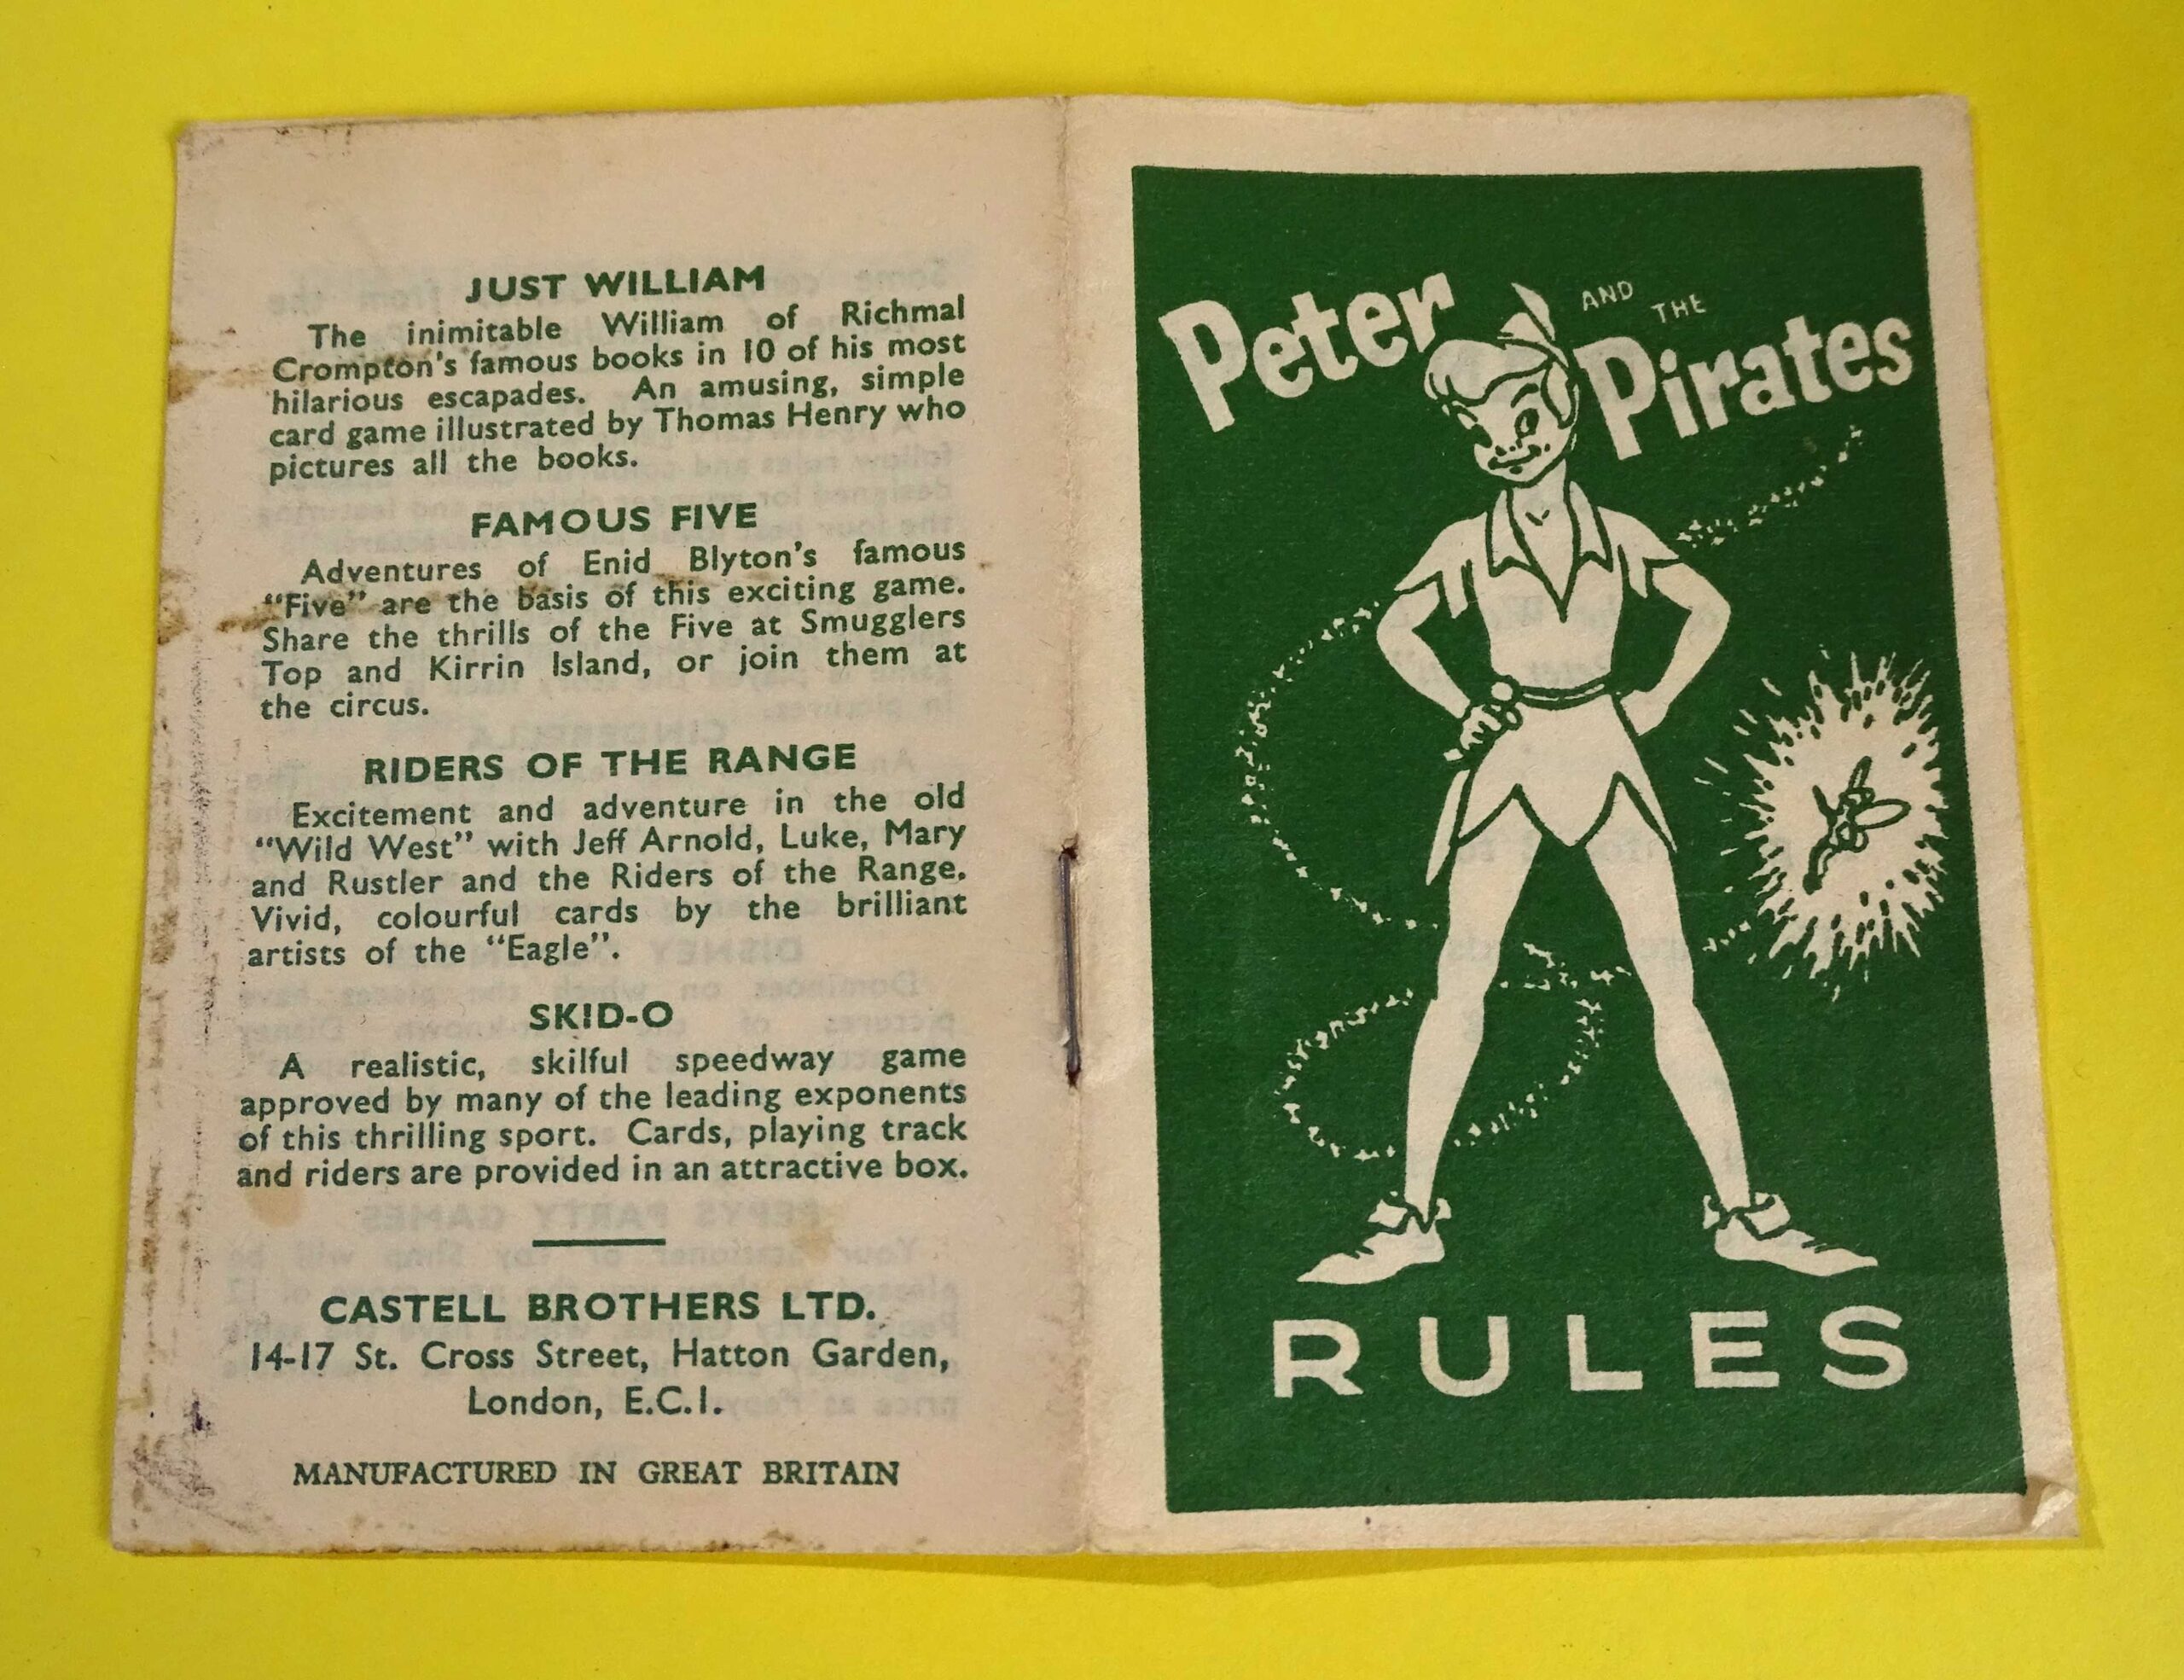 JUST WILLIAM
The inimitable William of Richmal
Crompton's famous books in 10 of his most
hilarious escapades. An amusing, simple
card game illustrated by Thomas Henry who
pictures all the books.
FAMOUS FIVE
Adventures of Enid Blyton's famous
"Five" are the basis of this exciting game.
Share the thrills of the Five at Smugglers
Top and Kirrin Island, or join them at
the circus.
RIDERS OF THE RANGE
Excitement and adventure in the old
"Wild West" with Jeff Arnold, Luke, Mary
and Rustler and the Riders of the Range.
Vivid, colourful cards by the brilliant
artists of the "Eagle".
SKID-O
A realistic, skilful speedway game
approved by many of the leading exponents
of this thrilling sport. Cards, playing track
and riders are provided in an attractive box.
CASTELL BROTHERS LTD.
14-17 St. Cross Street, Hatton Garden,
London, E.C.1.
MANUFACTURED IN GREAT BRITAIN
Peter AND THE Pirates
RULES